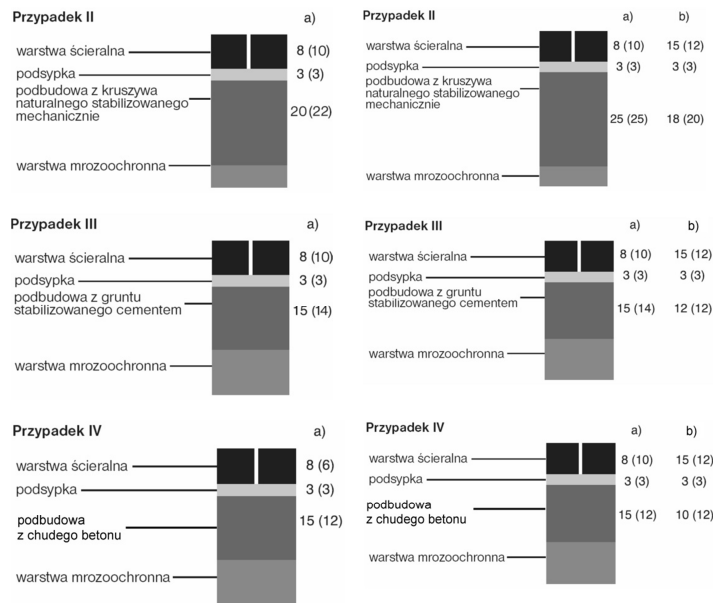 Przypadek II a)
warstwa ścieralna 8 (10)
podsypka 3 (3)
podbudowa z kruszywa
naturalnego stabilizowanego
mechanicznie 20 (22)
warstwa mrozoochronna
Przypadek II a) b)
warstwa ścieralna 8 (10) 15 (12)
podsypka 3 (3) 3 (3)
podbudowa z kruszywa
naturalnego stabilizowanego
mechanicznie
25 (25) 18 (20)
warstwa mrozoochronna
Przypadek III a)
warstwa ścieralna 8 (10)
podsypka 3 (3)
podbudowa z gruntu
stabilizowanego cementem 15 (14)
warstwa mrozoochronna
Przypadek III a) b)
warstwa ścieralna 8 (10) 15 (12)
podsypka 3 (3) 3 (3)
podbudowa z gruntu
stabilizowanego cementem 15 (14) 12 (12)
warstwa mrozoochronna
Przypadek IV a)
warstwa ścieralna 8 (6)
podsypka 3 (3)
podbudowa 15 (12)
z chudego betonu
warstwa mrozoochronna
Przypadek IV a) b)
warstwa ścieralna 8 (10) 15 (12)
podsypka 3 (3) 3 (3)
podbudowa
z chudego betonu 15 (12) 10 (12)
warstwa mrozoochronna